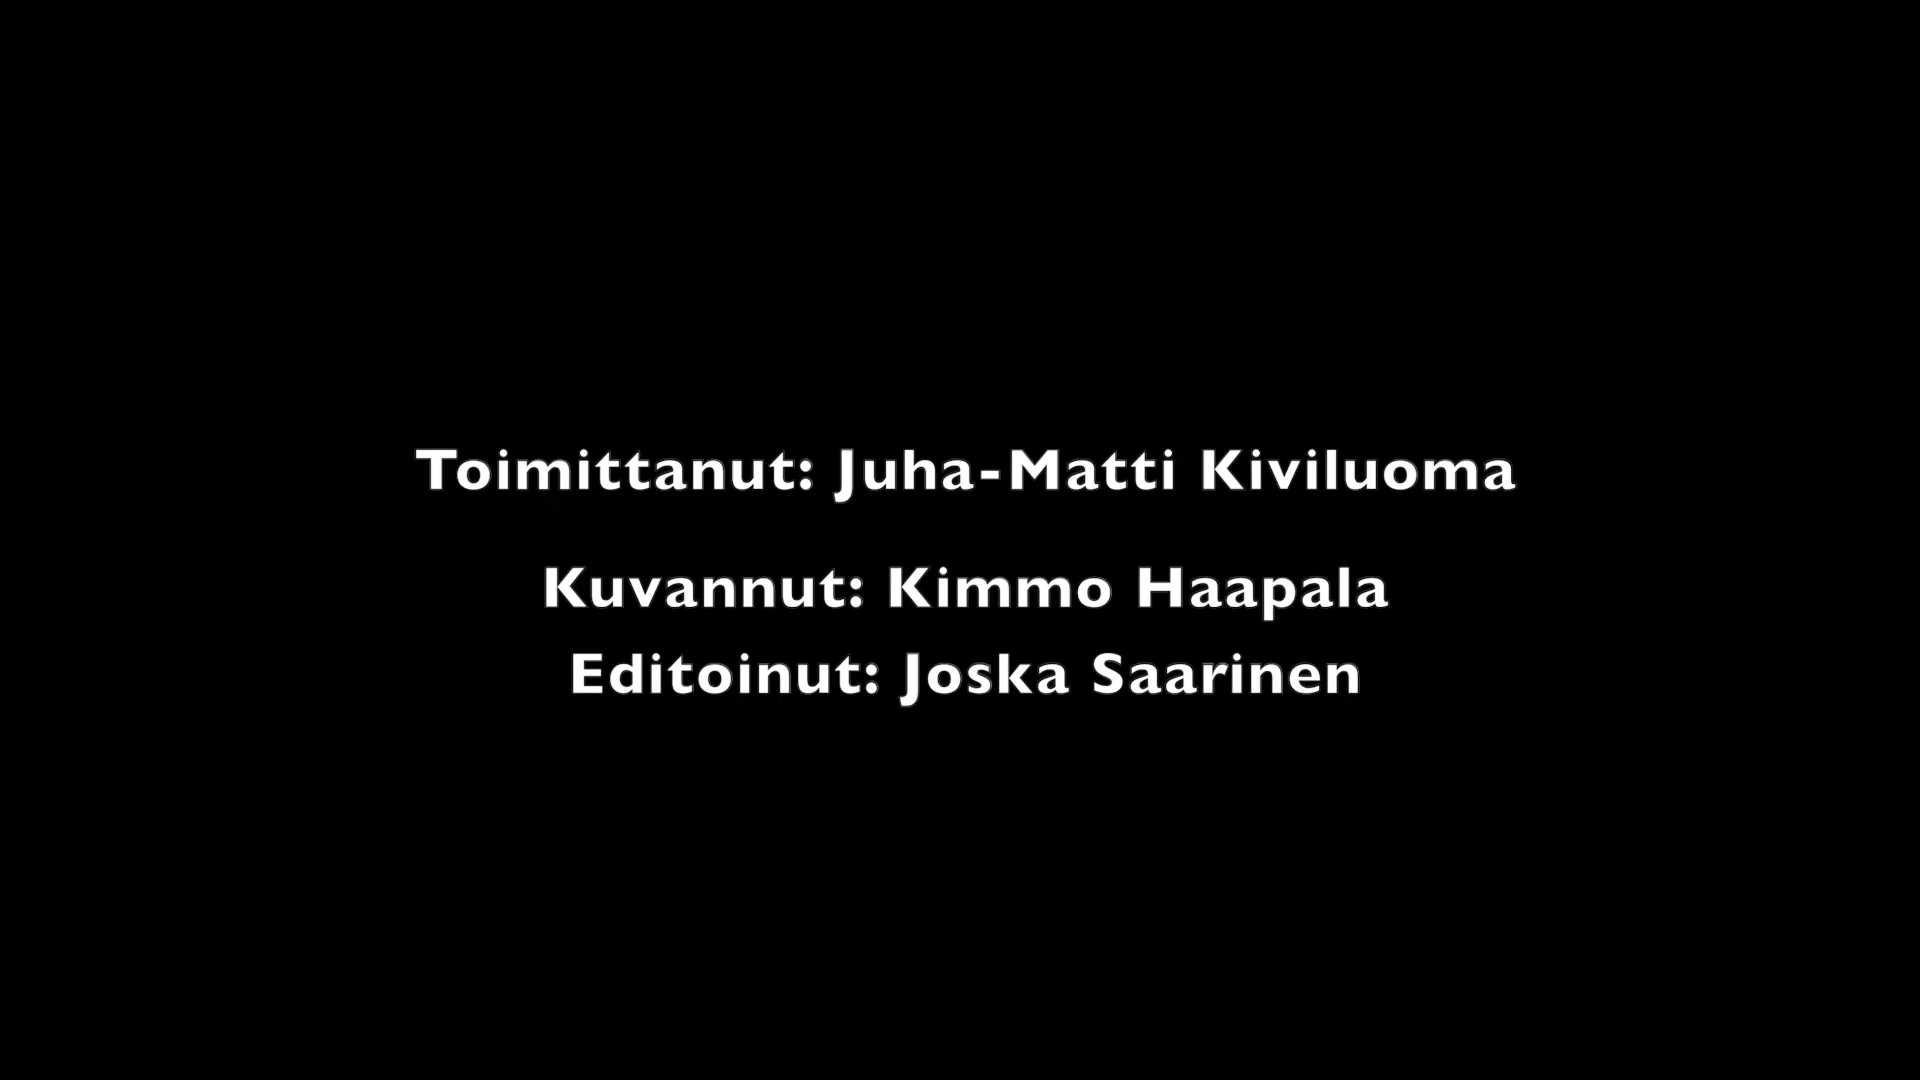 Toimittanut: Juha-Matti Kiviluoma
Kuvannut: Kimmo Haapala
Editoinut: Joska Saarinen